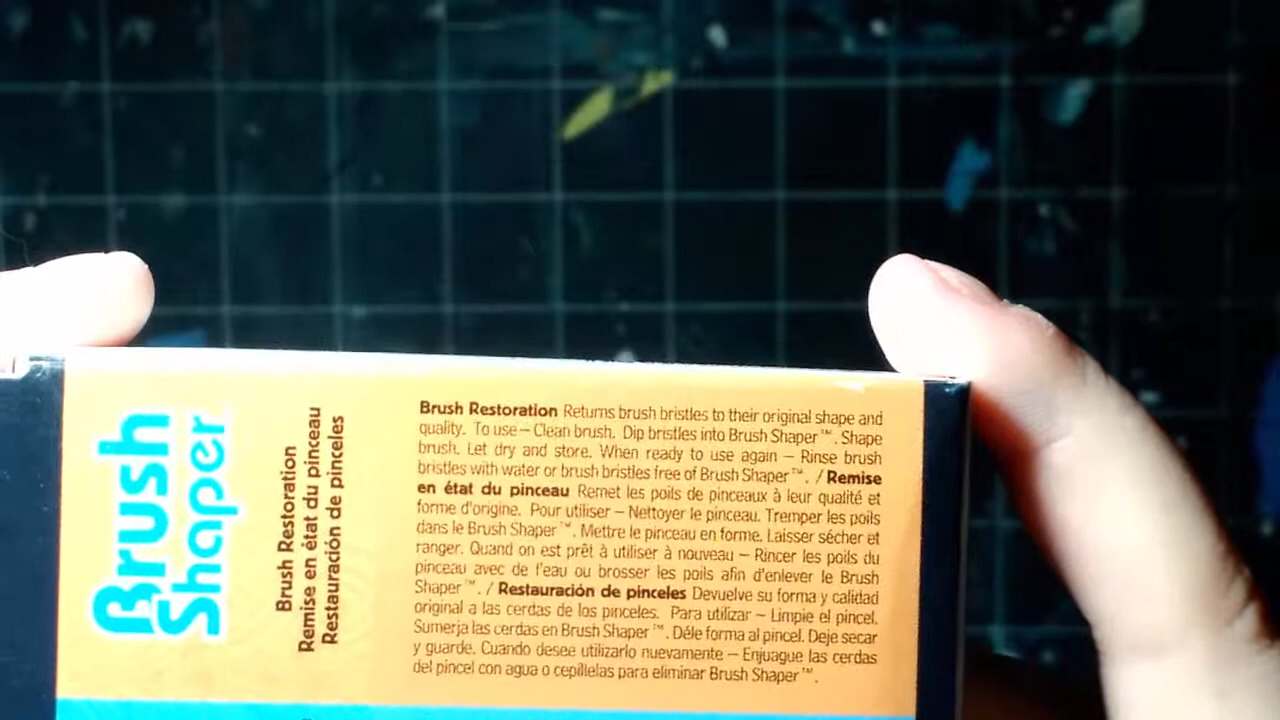 Brush
Shaper
Brush Restoration
Remise en état du pinceau
Restauración de pinceles
Brush Restoration Returns brush bristles to their original shape and
quality. To use – Clean brush. Dip bristles into Brush Shaper™. Shape
brush. Let dry and store. When ready to use again – Rinse brush
bristles with water or brush bristles free of Brush Shaper™. / Remise
en état du pinceau Remet les poils de pinceaux à leur qualité et
forme d'origine. Pour utiliser – Nettoyer le pinceau. Tremper les poils
dans le Brush Shaper™. Mettre le pinceau en forme. Laisser sécher et
ranger. Quand on est prêt à utiliser à nouveau – Rincer les poils du
pinceau avec de l'eau ou brosser les poils afin d'enlever le Brush
Shaper™. / Restauración de pinceles Devuelve su forma y calidad
original a las cerdas de los pinceles. Para utilizar – Limpie el pincel.
Sumerja las cerdas en Brush Shaper™. Déle forma al pincel. Deje secar
y guarde. Cuando desee utilizarlo nuevamente – Enjuague las cerdas
del pincel con agua o cepíllelas para eliminar Brush Shaper™.